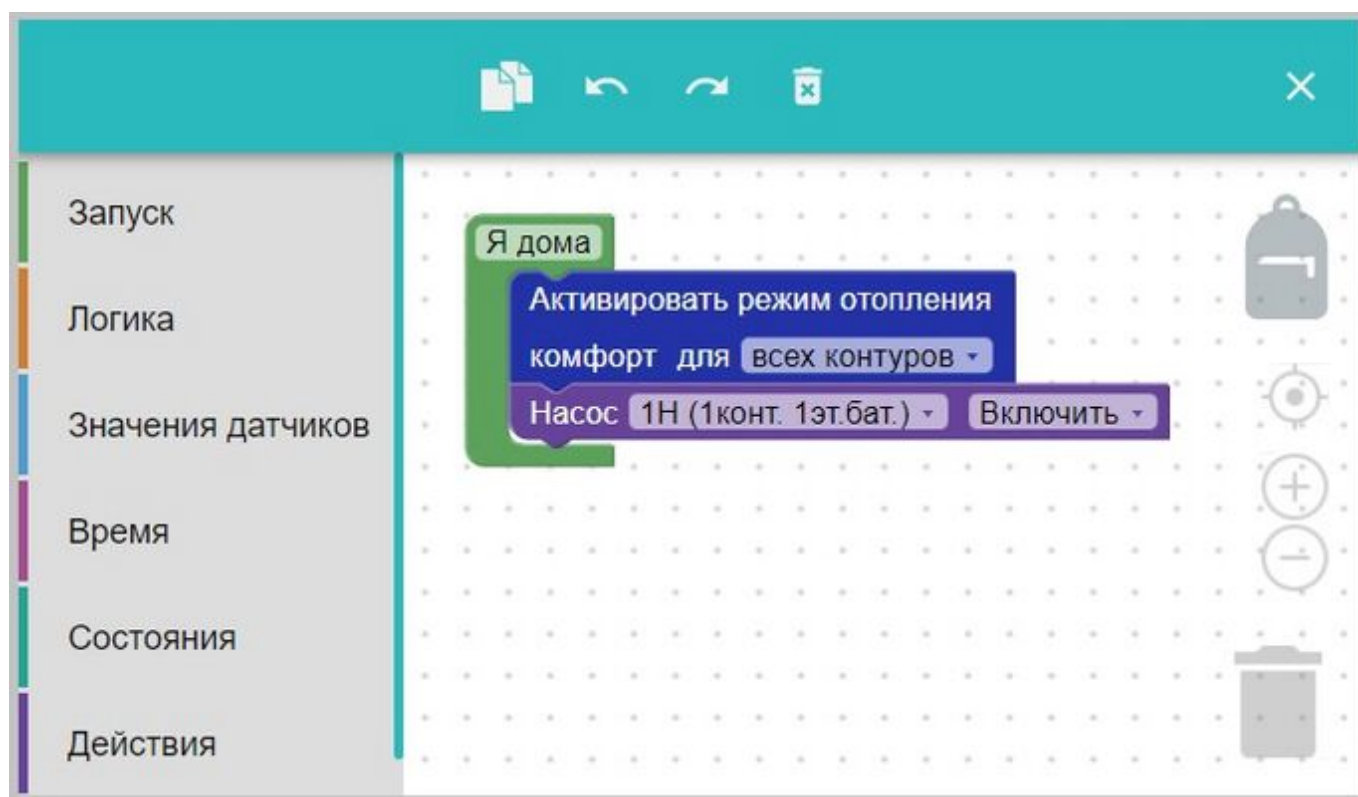 Запуск
Логика
Значения датчиков
Время
Состояния
Действия
Я дома
Активировать режим отопления
комфорт для всех контуров
Насос 1Н (1конт. 1эт.бат.) Включить